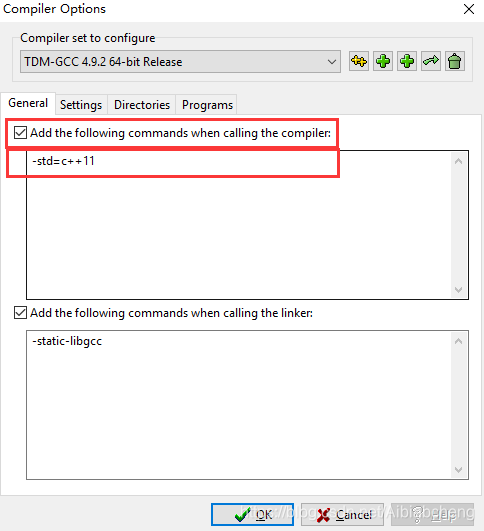 Compiler Options
Compiler set to configure
TDM-GCC 4.9.2 64-bit Release
General Settings Directories Programs
Add the following commands when calling the compiler:
-std=c++11
Add the following commands when calling the linker:
-static-libgcc
OK Cancel Help